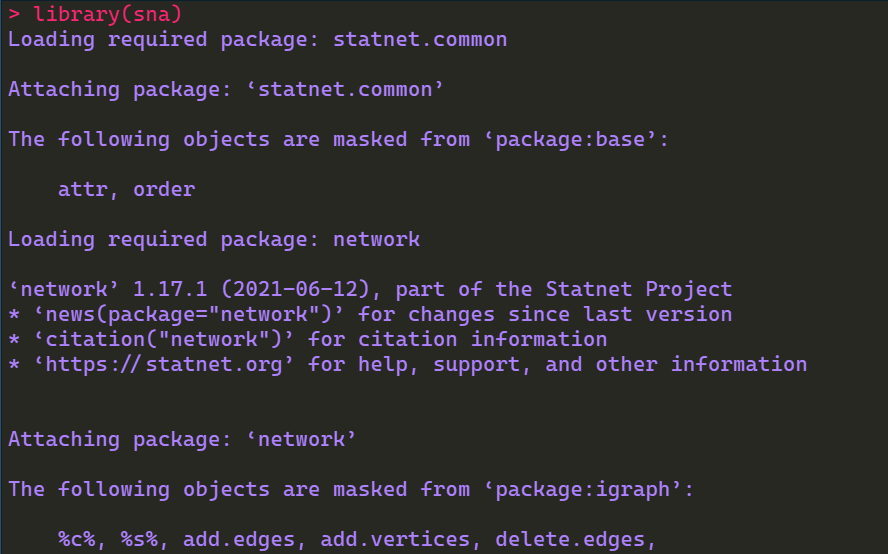 > library(sna)
Loading required package: statnet.common
Attaching package: ‘statnet.common’
The following objects are masked from ‘package:base’:
attr, order
Loading required package: network
‘network’ 1.17.1 (2021-06-12), part of the Statnet Project
* ‘news(package="network")’ for changes since last version
* ‘citation("network")’ for citation information
* ‘https://statnet.org’ for help, support, and other information
Attaching package: ‘network’
The following objects are masked from ‘package:igraph’:
%c%, %s%, add.edges, add.vertices, delete.edges,